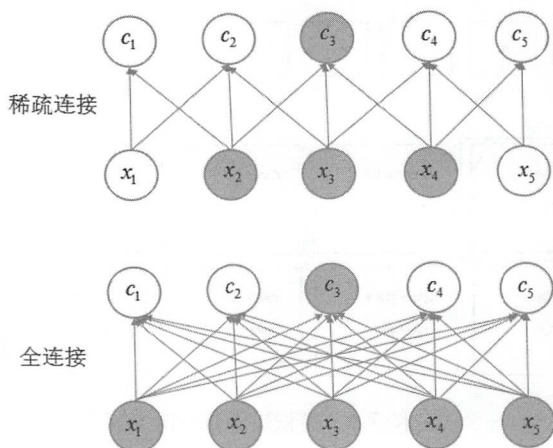 c₁ c₂ c₃ c₄ c₅
稀疏连接
x₁ x₂ x₃ x₄ x₅
c₁ c₂ c₃ c₄ c₅
全连接
x₁ x₂ x₃ x₄ x₅